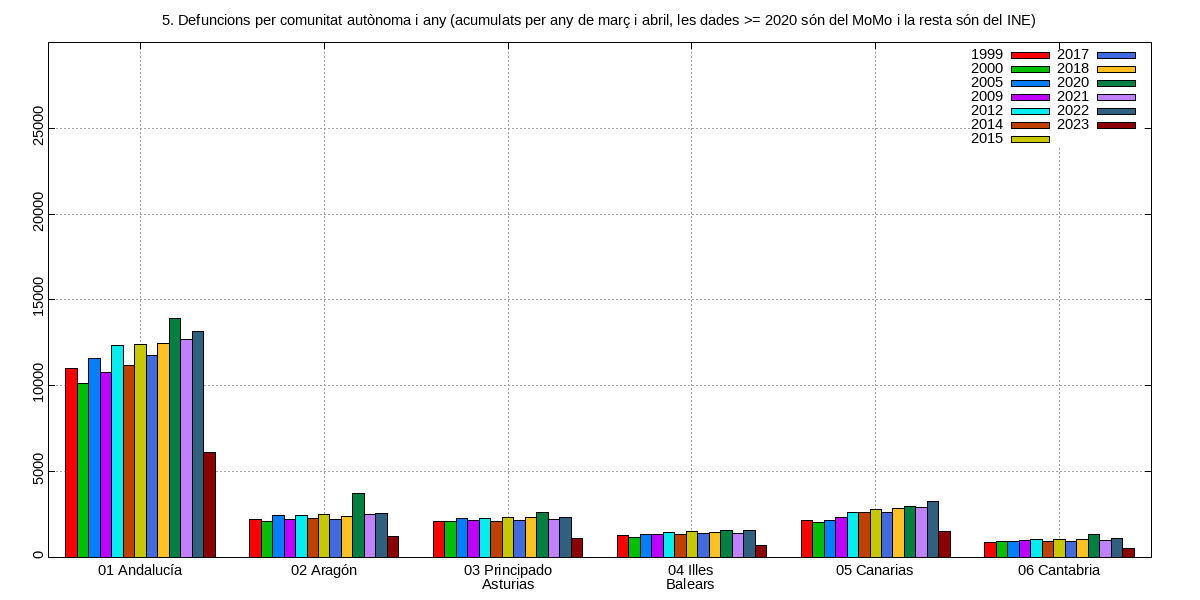 5. Defuncions per comunitat autònoma i any (acumulats per any de març i abril, les dades >= 2020 són del MoMo i la resta són del INE)
1999 2017
2000 2018
2005 2020
2009 2021
2012 2022
2014 2023
2015
25000
20000
15000
10000
5000
0
01 Andalucía
02 Aragón
03 Principado
Asturias
04 Illes
Balears
05 Canarias
06 Cantabria